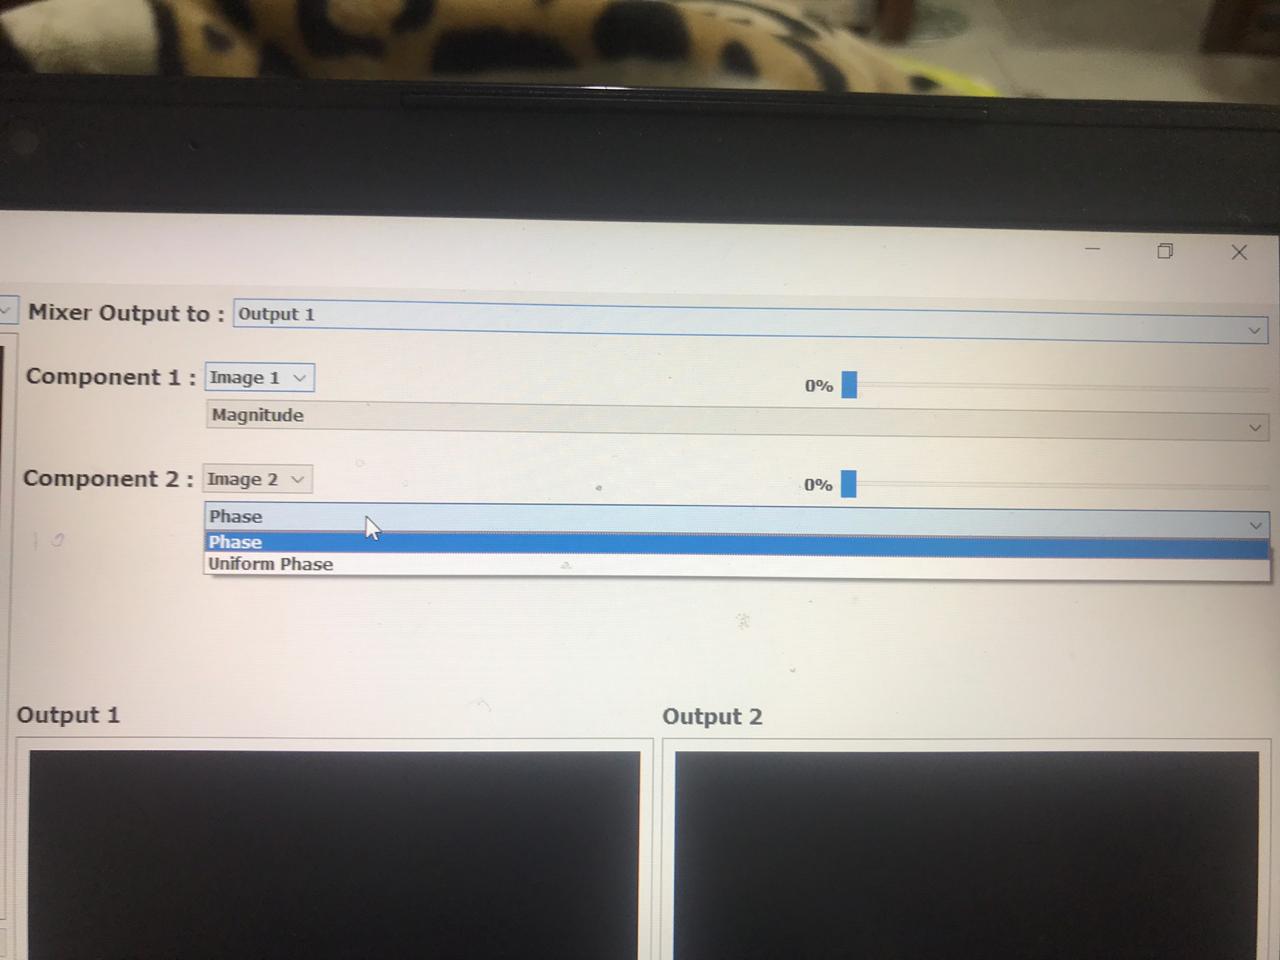 Mixer Output to : Output 1
Component 1 : Image 1 0%
Magnitude
Component 2 : Image 2 0%
Phase
Phase
Uniform Phase
Output 1 Output 2